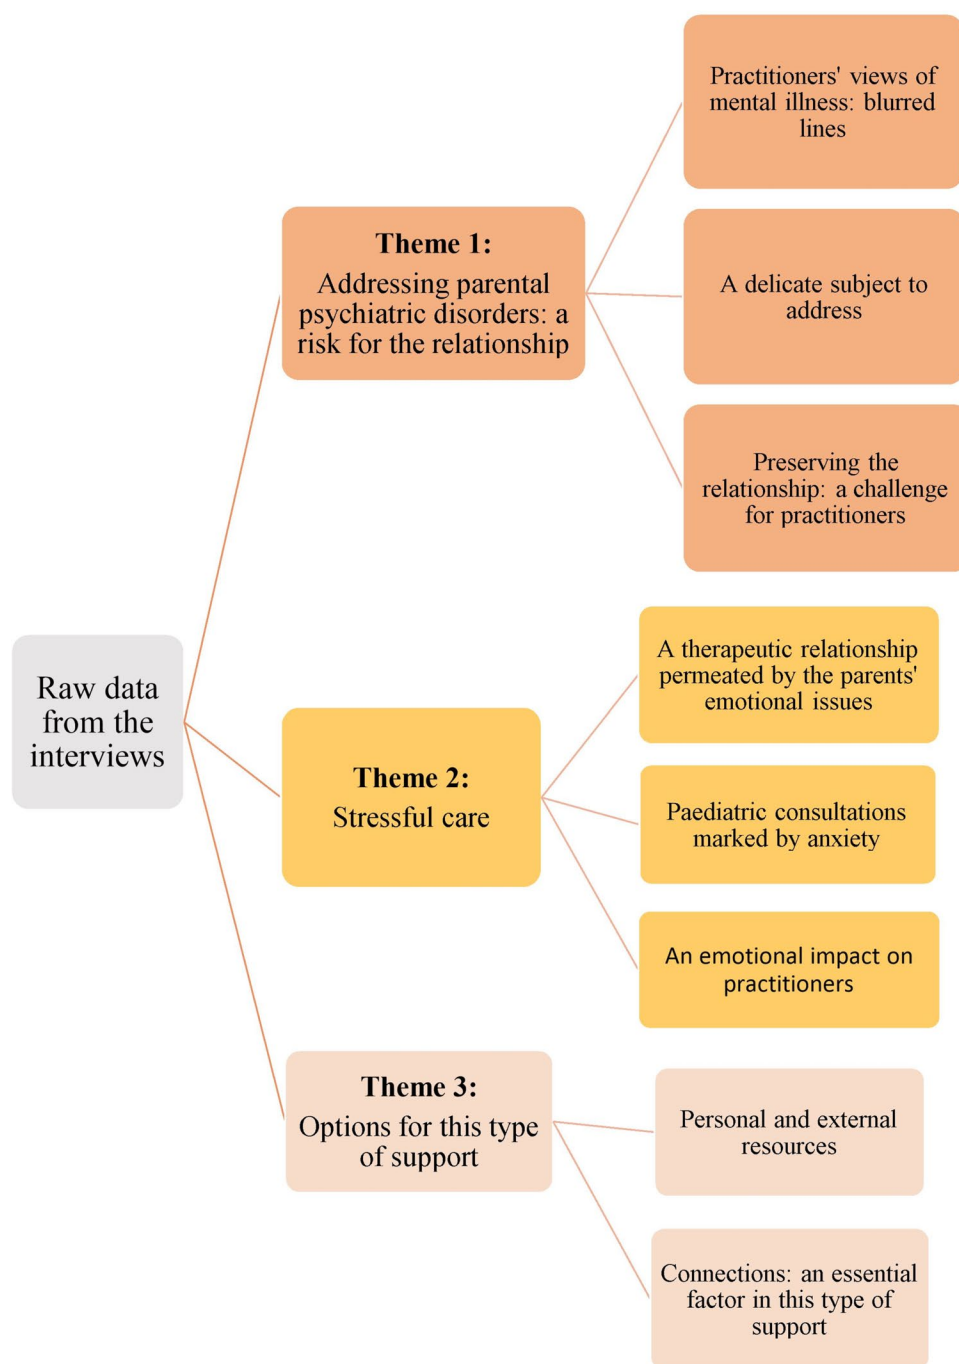 Raw data
from the
interviews
Theme 1:
Addressing parental
psychiatric disorders: a
risk for the relationship
Practitioners' views of
mental illness: blurred
lines
A delicate subject to
address
Preserving the
relationship: a challenge
for practitioners
Theme 2:
Stressful care
A therapeutic relationship
permeated by the parents'
emotional issues
Paediatric consultations
marked by anxiety
An emotional impact on
practitioners
Theme 3:
Options for this type
of support
Personal and external
resources
Connections: an essential
factor in this type of
support